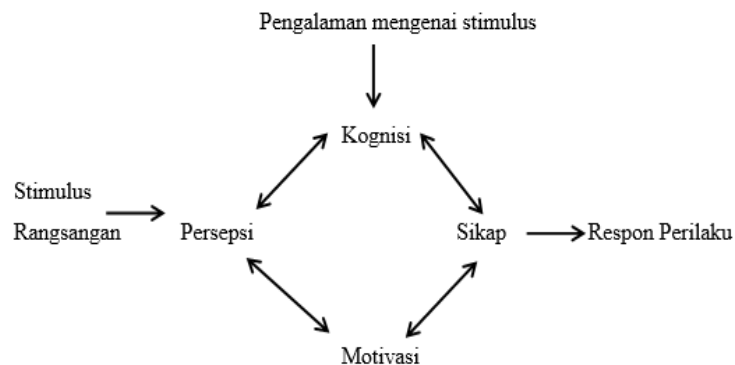 Pengalaman mengenai stimulus
Kognisi
Stimulus
Rangsangan
Persepsi
Sikap
Respon Perilaku
Motivasi